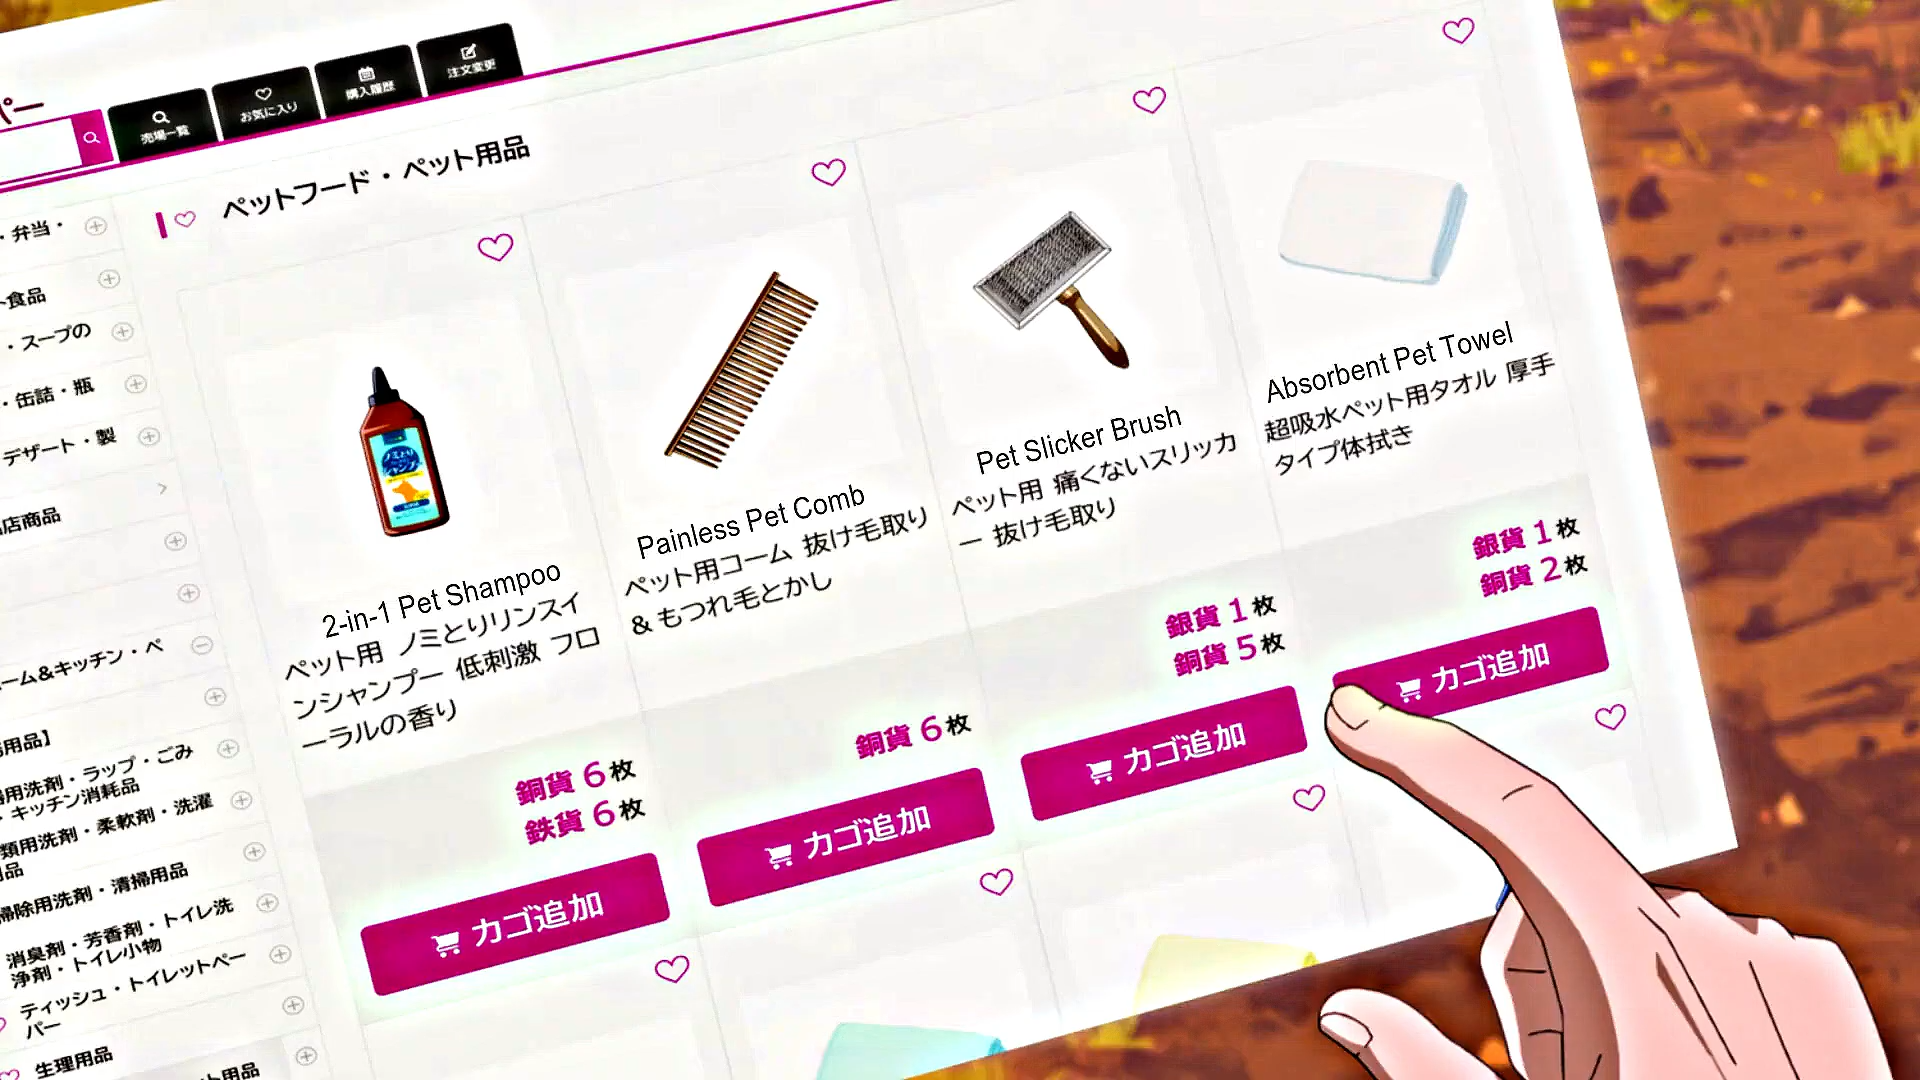 パー
売場一覧
お気に入り
購入履歴
注文変更
ペットフード・ペット用品
・弁当・
食品
・スープの
・缶詰・瓶
デザート・製
店商品
ーム&キッチン・ペ
用品】
用洗剤・ラップ・ごみ
・キッチン消耗品
類用洗剤・柔軟剤・洗濯
品
掃除用洗剤・清掃用品
消臭剤・芳香剤・トイレ洗
浄剤・トイレ小物
ティッシュ・トイレットペー
パー
生理用品
ト用品
ノミとり
シャンプー
2-in-1 Pet Shampoo
ペット用 ノミとりリンスイ
ンシャンプー 低刺激 フロ
ーラルの香り
銅貨 6 枚
鉄貨 6 枚
カゴ追加
Painless Pet Comb
ペット用コーム 抜け毛取り
& もつれ毛とかし
銅貨 6 枚
カゴ追加
Pet Slicker Brush
ペット用 痛くないスリッカ
ー 抜け毛取り
銀貨 1 枚
銅貨 5 枚
カゴ追加
Absorbent Pet Towel
超吸水ペット用タオル 厚手
タイプ体拭き
銀貨 1 枚
銅貨 2 枚
カゴ追加